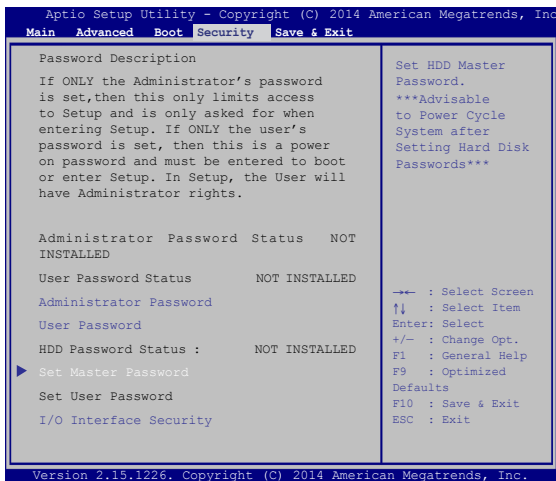 Aptio Setup Utility - Copyright (C) 2014 American Megatrends, Inc
Main Advanced Boot Security Save & Exit
Password Description
If ONLY the Administrator's password
is set,then this only limits access
to Setup and is only asked for when
entering Setup. If ONLY the user's
password is set, then this is a power
on password and must be entered to boot
or enter Setup. In Setup, the User will
have Administrator rights.
Administrator Password Status NOT
INSTALLED
User Password Status NOT INSTALLED
Administrator Password
User Password
HDD Password Status : NOT INSTALLED
Set Master Password
Set User Password
I/O Interface Security
Set HDD Master
Password.
***Advisable
to Power Cycle
System after
Setting Hard Disk
Passwords***
→← : Select Screen
↑↓ : Select Item
Enter: Select
+/— : Change Opt.
F1 : General Help
F9 : Optimized
Defaults
F10 : Save & Exit
ESC : Exit
Version 2.15.1226. Copyright (C) 2014 American Megatrends, Inc.